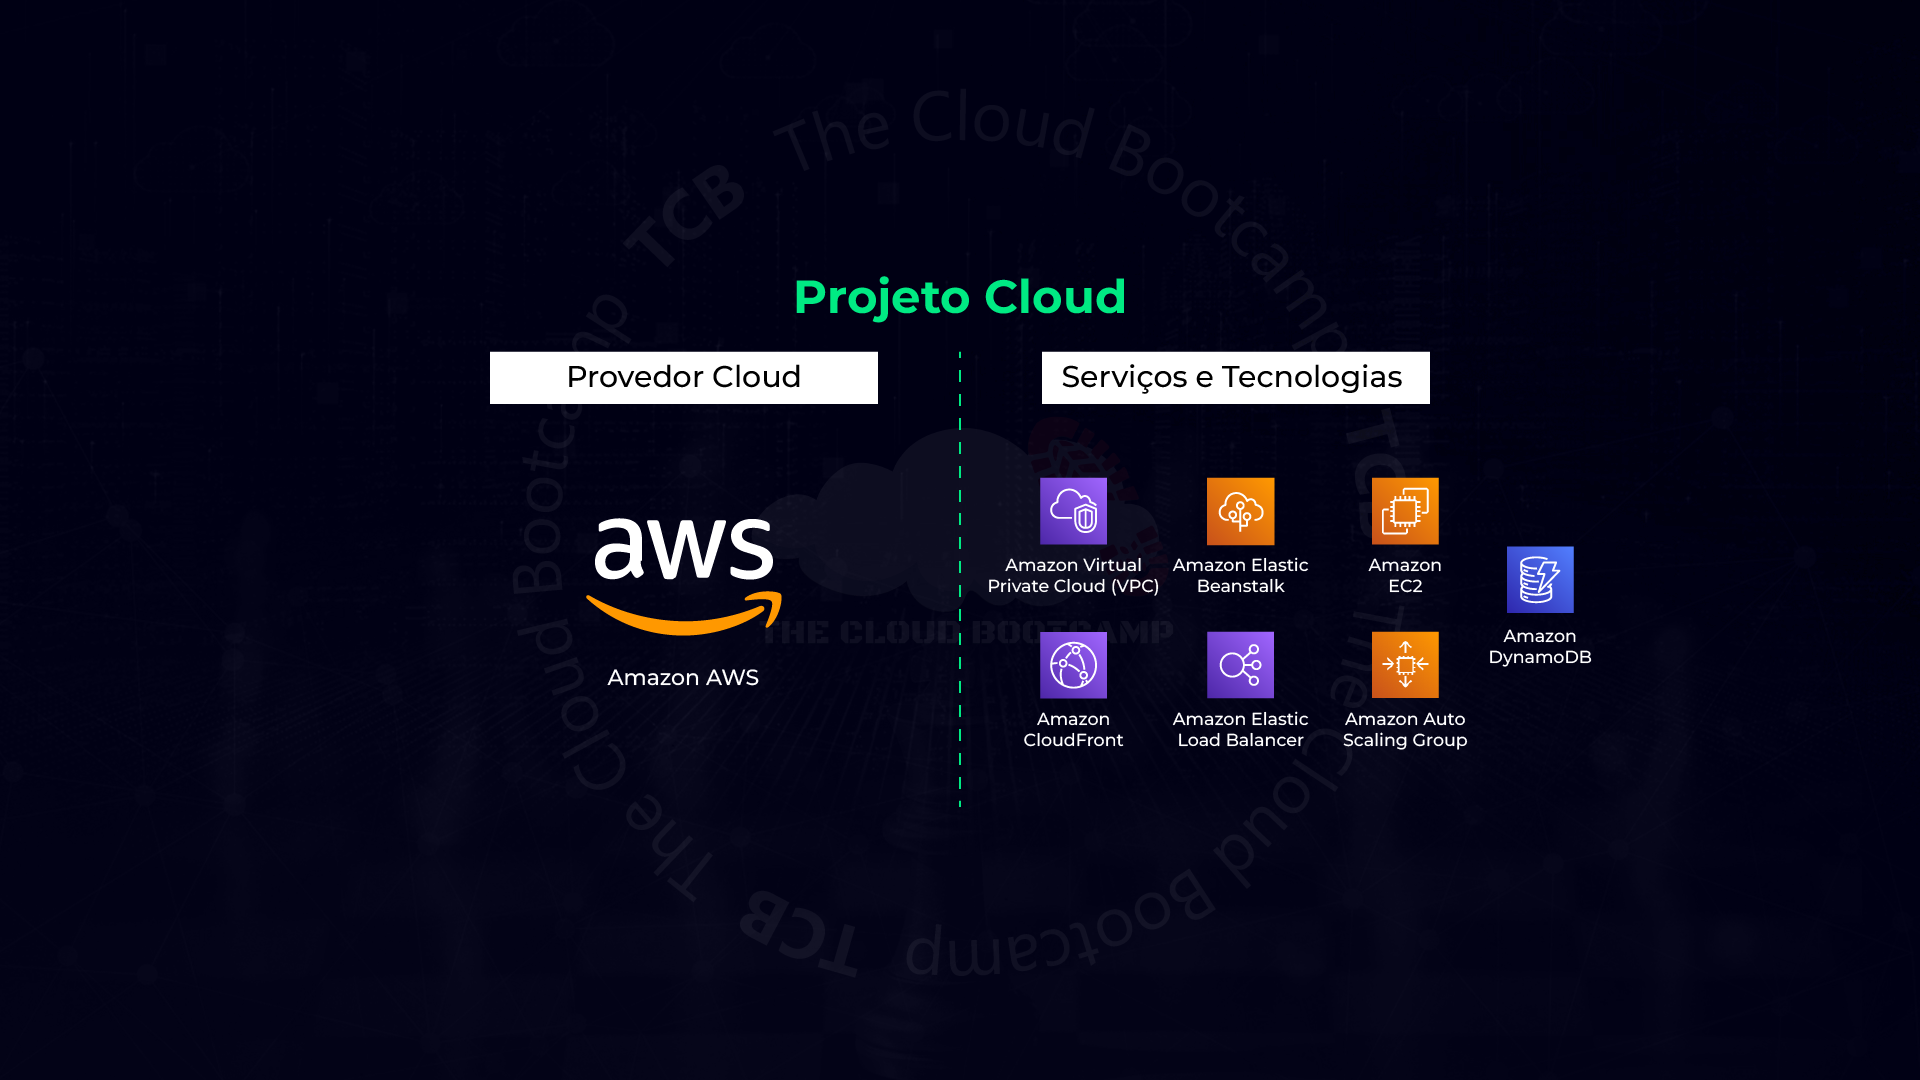 Projeto Cloud
Provedor Cloud
aws
Amazon AWS
Serviços e Tecnologias
Amazon Virtual
Private Cloud (VPC)
Amazon Elastic
Beanstalk
Amazon
EC2
Amazon
DynamoDB
Amazon
CloudFront
Amazon Elastic
Load Balancer
Amazon Auto
Scaling Group
THE CLOUD BOOTCAMP
TCB The Cloud Bootcamp
TCB The Cloud Bootcamp
TCB The Cloud Bootcamp